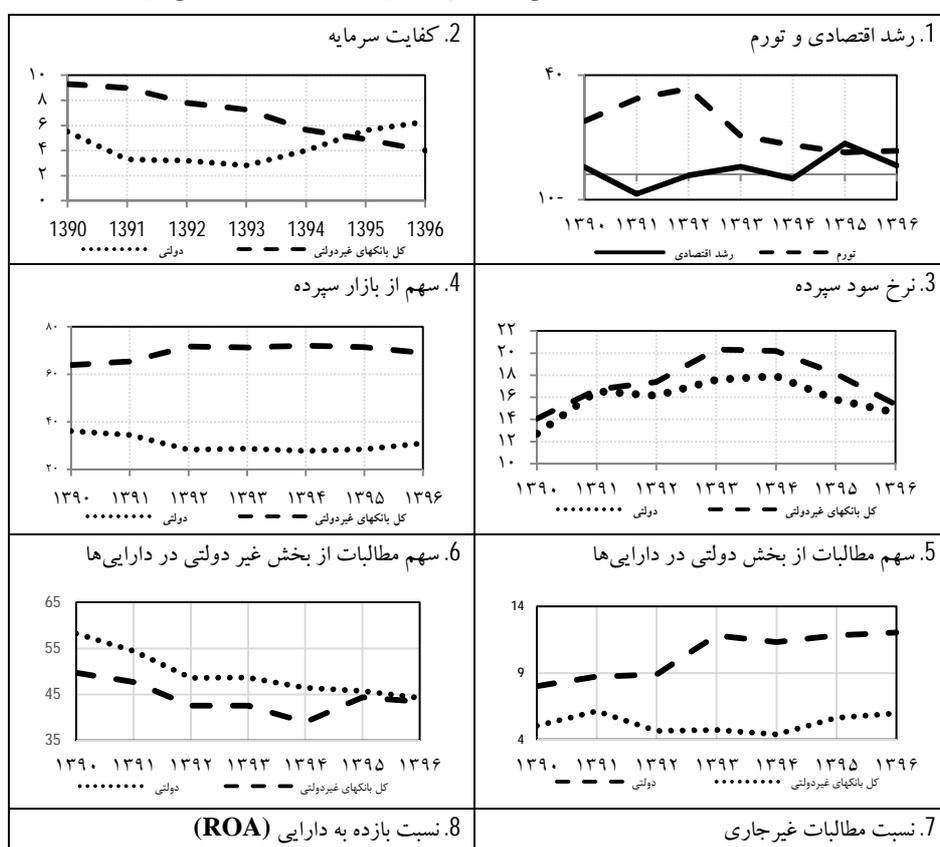 1. رشد اقتصادی و تورم
۴۰
۱۰-
۱۳۹۰ ۱۳۹۱ ۱۳۹۲ ۱۳۹۳ ۱۳۹۴ ۱۳۹۵ ۱۳۹۶
رشد اقتصادی تورم
2. کفایت سرمایه
۱۰
۸
۶
۴
۲
۰
1390 1391 1392 1393 1394 1395 1396
دولتی کل بانکهای غیردولتی
3. نرخ سود سپرده
۲۲
۲۰
۱۸
۱۶
۱۴
۱۲
۱۰
۱۳۹۰ ۱۳۹۱ ۱۳۹۲ ۱۳۹۳ ۱۳۹۴ ۱۳۹۵ ۱۳۹۶
دولتی کل بانکهای غیردولتی
4. سهم از بازار سپرده
۸۰
۶۰
۴۰
۲۰
۱۳۹۰ ۱۳۹۱ ۱۳۹۲ ۱۳۹۳ ۱۳۹۴ ۱۳۹۵ ۱۳۹۶
دولتی کل بانکهای غیردولتی
5. سهم مطالبات از بخش دولتی در دارایی‌ها
14
9
4
۱۳۹۰ ۱۳۹۱ ۱۳۹۲ ۱۳۹۳ ۱۳۹۴ ۱۳۹۵ ۱۳۹۶
دولتی کل بانکهای غیردولتی
6. سهم مطالبات از بخش غیر دولتی در دارایی‌ها
65
55
45
35
۱۳۹۰ ۱۳۹۱ ۱۳۹۲ ۱۳۹۳ ۱۳۹۴ ۱۳۹۵ ۱۳۹۶
دولتی کل بانکهای غیردولتی
7. نسبت مطالبات غیرجاری
8. نسبت بازده به دارایی (ROA)